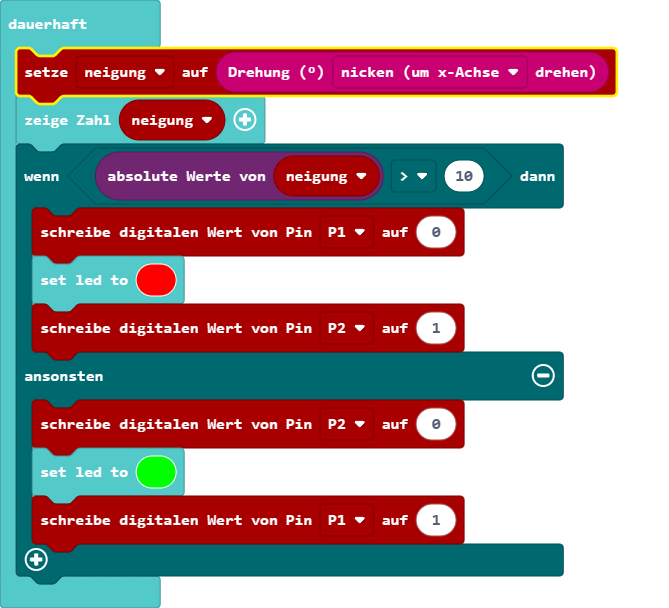 dauerhaft
setze neigung auf Drehung (º) nicken (um x-Achse drehen)
zeige Zahl neigung
wenn absolute Werte von neigung > 10 dann
schreibe digitalen Wert von Pin P1 auf 0
set led to
schreibe digitalen Wert von Pin P2 auf 1
ansonsten
schreibe digitalen Wert von Pin P2 auf 0
set led to
schreibe digitalen Wert von Pin P1 auf 1